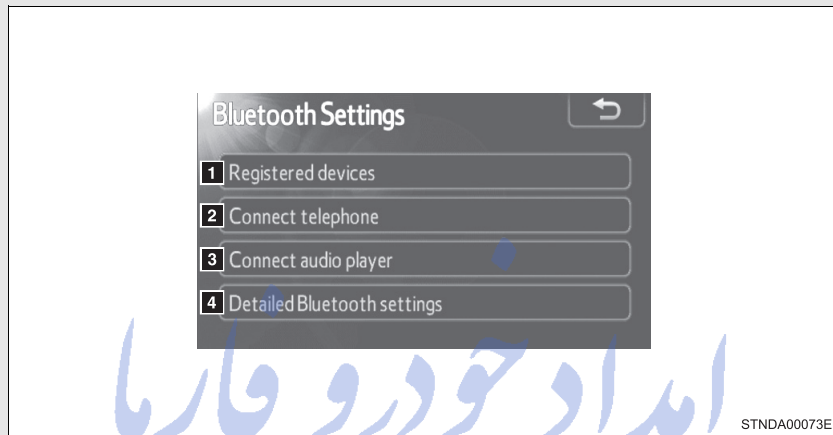 Bluetooth Settings
1 Registered devices
2 Connect telephone
3 Connect audio player
4 Detailed Bluetooth settings
امداد خودرو فارما
STNDA00073E